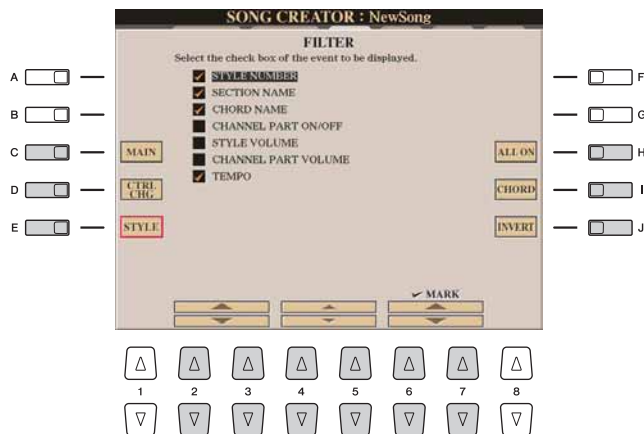 SONG CREATOR : NewSong
FILTER
Select the check box of the event to be displayed.
STYLE NUMBER
SECTION NAME
CHORD NAME
CHANNEL PART ON/OFF
STYLE VOLUME
CHANNEL PART VOLUME
TEMPO
A
B
C
D
E
MAIN
CTRL CHG
STYLE
ALL ON
CHORD
INVERT
F
G
H
I
J
MARK
1 2 3 4 5 6 7 8